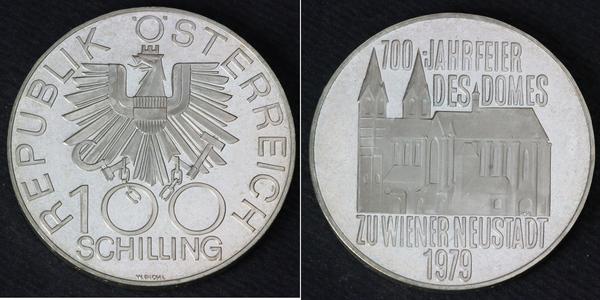 REPUBLIK ÖSTERREICH
100
SCHILLING
700-JAHRFEIER
DES DOMES
ZU WIENER NEUSTADT
1979